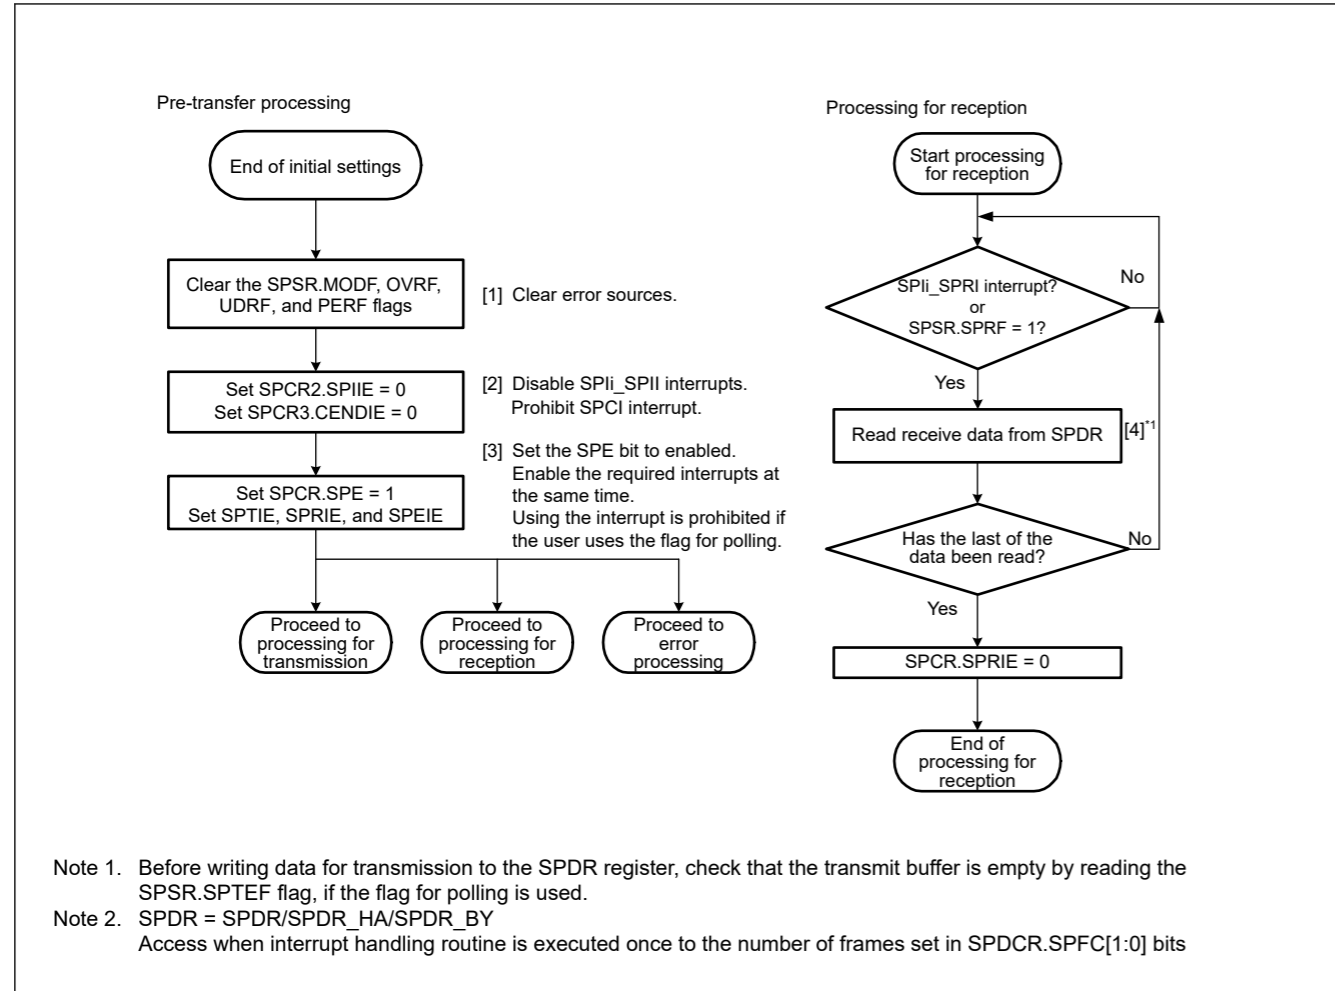 Pre-transfer processing
End of initial settings
Clear the SPSR.MODF, OVRF,
UDRF, and PERF flags
[1] Clear error sources.
Set SPCR2.SPIIE = 0
Set SPCR3.CENDIE = 0
[2] Disable SPIi_SPII interrupts.
Prohibit SPCI interrupt.
Set SPCR.SPE = 1
Set SPTIE, SPRIE, and SPEIE
[3] Set the SPE bit to enabled.
Enable the required interrupts at
the same time.
Using the interrupt is prohibited if
the user uses the flag for polling.
Proceed to
processing for
transmission
Proceed to
processing for
reception
Proceed to
error
processing
Processing for reception
Start processing
for reception
SPIi_SPRI interrupt?
or
SPSR.SPRF = 1?
No
Yes
Read receive data from SPDR
[4]*1
Has the last of the
data been read?
No
Yes
SPCR.SPRIE = 0
End of
processing for
reception
Note 1. Before writing data for transmission to the SPDR register, check that the transmit buffer is empty by reading the
SPSR.SPTEF flag, if the flag for polling is used.
Note 2. SPDR = SPDR/SPDR_HA/SPDR_BY
Access when interrupt handling routine is executed once to the number of frames set in SPDCR.SPFC[1:0] bits